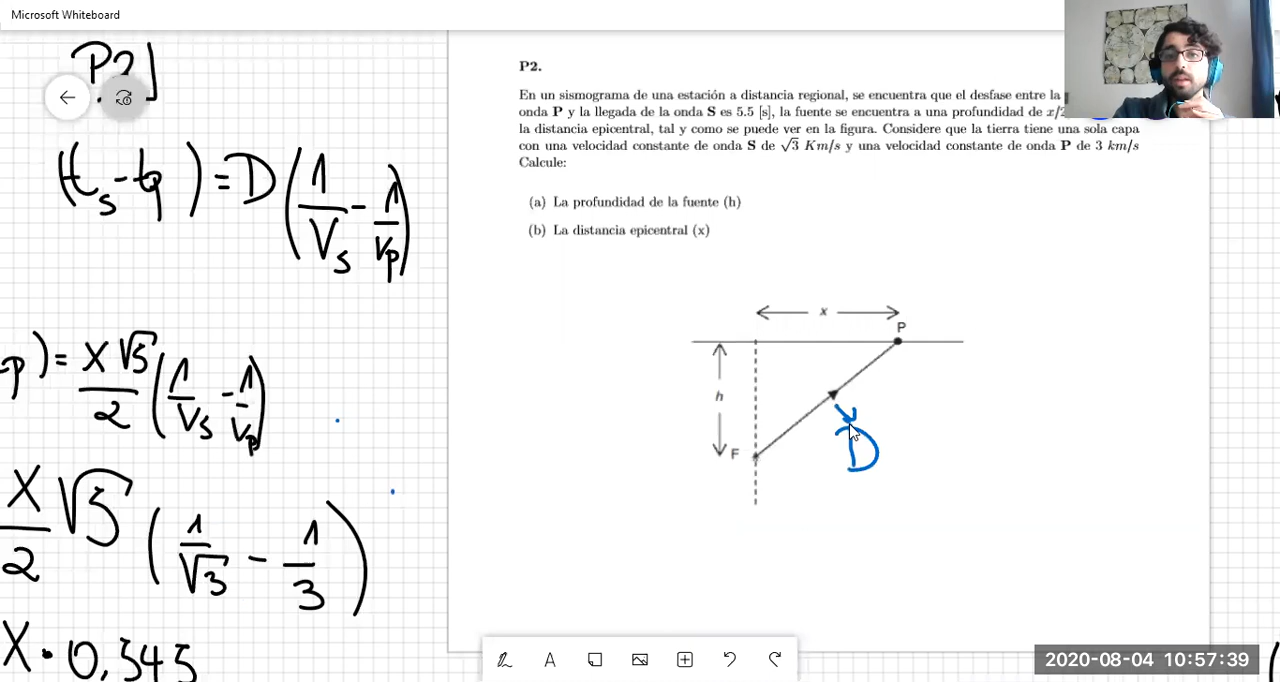 Microsoft Whiteboard
P2]
(ts-tp) = D(1/Vs - 1/Vp)
p) = x√5/2 (1/Vs - 1/Vp)
x/2 √5 (1/√3 - 1/3)
X · 0.545
P2.
En un sismograma de una estación a distancia regional, se encuentra que el desfase entre la
onda P y la llegada de la onda S es 5.5 [s], la fuente se encuentra a una profundidad de x/2
la distancia epicentral, tal y como se puede ver en la figura. Considere que la tierra tiene una sola capa
con una velocidad constante de onda S de √3 Km/s y una velocidad constante de onda P de 3 km/s
Calcule:
(a) La profundidad de la fuente (h)
(b) La distancia epicentral (x)
x
P
h
F
D
A
2020-08-04 10:57:39